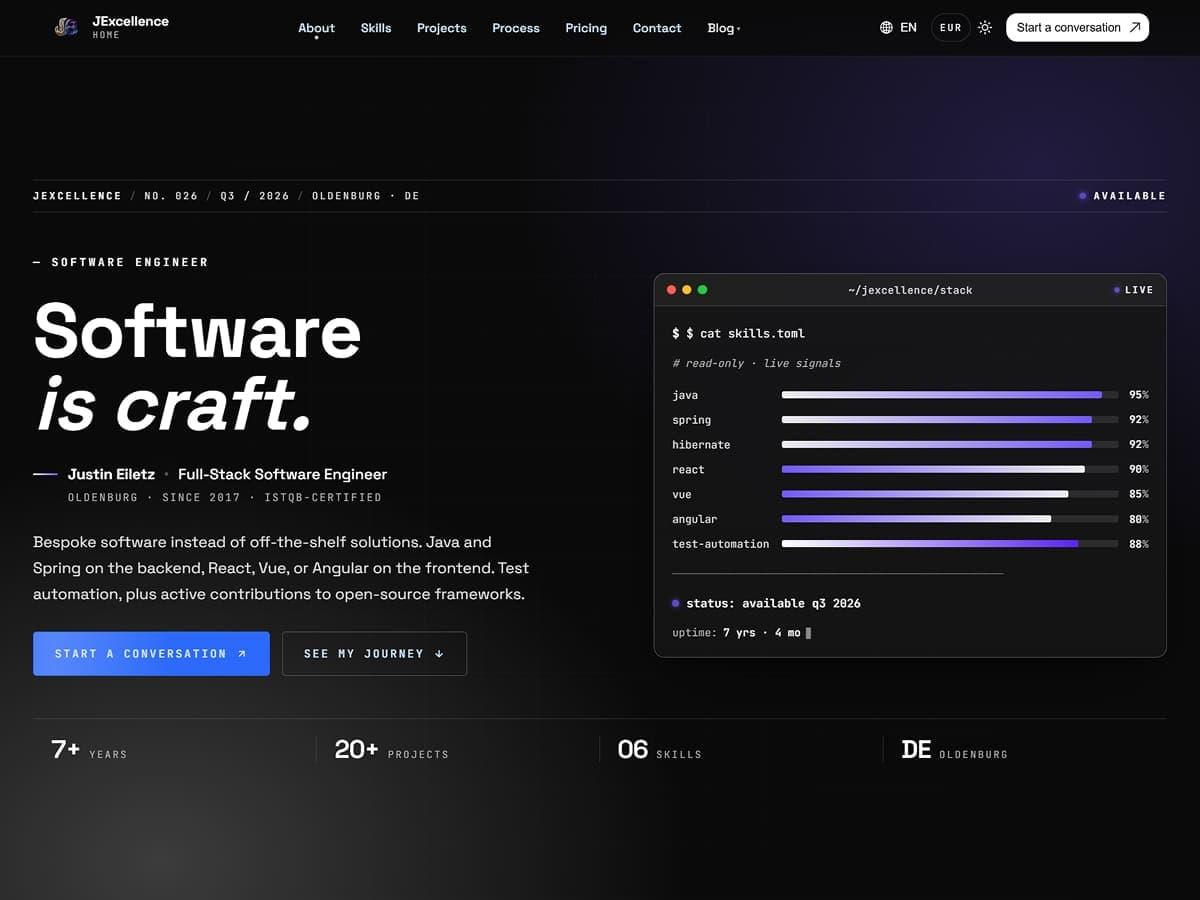 JExcellence
HOME
About Skills Projects Process Pricing Contact Blog
EN EUR Start a conversation
JEXCELLENCE / NO. 026 / Q3 / 2026 / OLDENBURG · DE
AVAILABLE
— SOFTWARE ENGINEER
Software
is craft.
Justin Eiletz · Full-Stack Software Engineer
OLDENBURG · SINCE 2017 · ISTQB-CERTIFIED
Bespoke software instead of off-the-shelf solutions. Java and
Spring on the backend, React, Vue, or Angular on the frontend. Test
automation, plus active contributions to open-source frameworks.
START A CONVERSATION ↗ SEE MY JOURNEY ↓
~/jexcellence/stack LIVE
$ $ cat skills.toml
# read-only · live signals
java 95%
spring 92%
hibernate 92%
react 90%
vue 85%
angular 80%
test-automation 88%
status: available q3 2026
uptime: 7 yrs · 4 mo
7+ YEARS
20+ PROJECTS
06 SKILLS
DE OLDENBURG